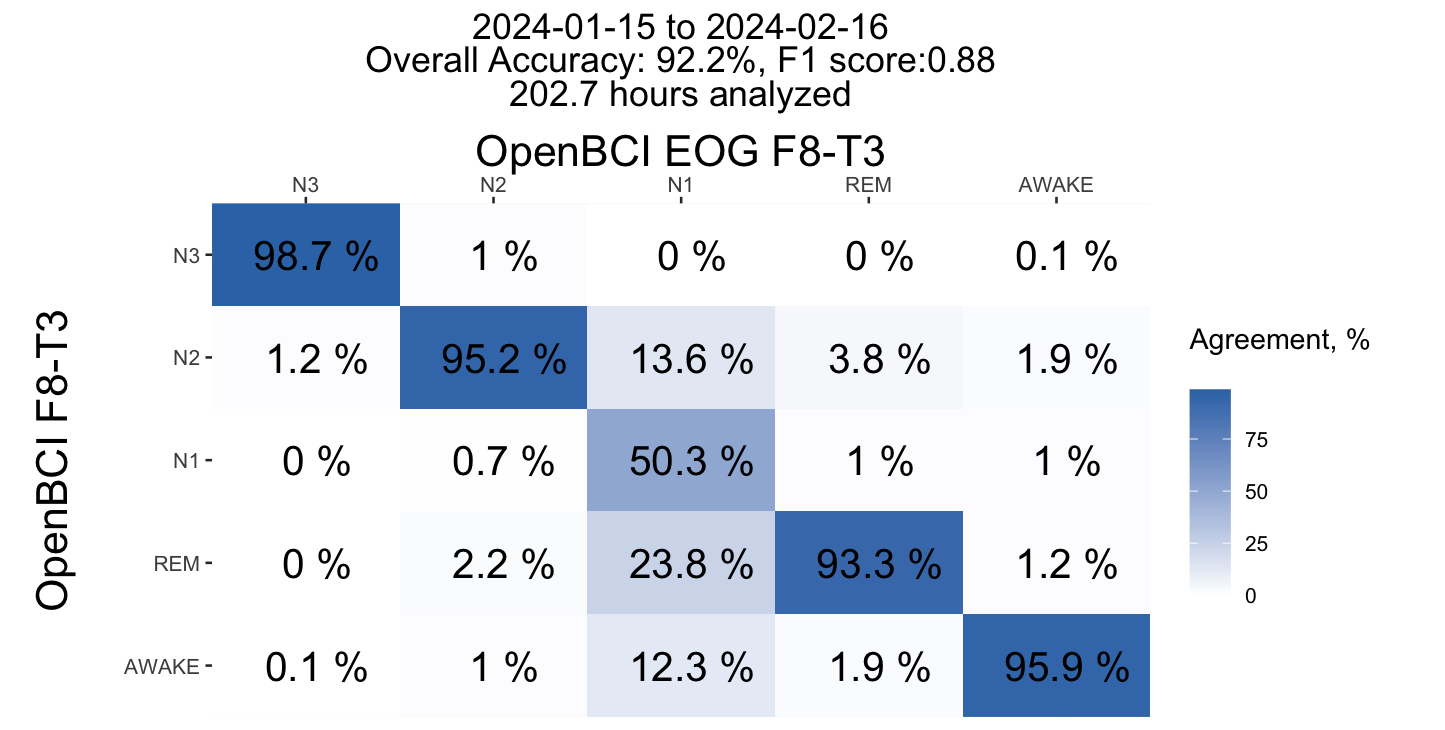 2024-01-15 to 2024-02-16
Overall Accuracy: 92.2%, F1 score:0.88
202.7 hours analyzed
OpenBCI EOG F8-T3
N3 N2 N1 REM AWAKE
OpenBCI F8-T3
N3 98.7 % 1 % 0 % 0 % 0.1 %
N2 1.2 % 95.2 % 13.6 % 3.8 % 1.9 %
N1 0 % 0.7 % 50.3 % 1 % 1 %
REM 0 % 2.2 % 23.8 % 93.3 % 1.2 %
AWAKE 0.1 % 1 % 12.3 % 1.9 % 95.9 %
Agreement, %
75
50
25
0